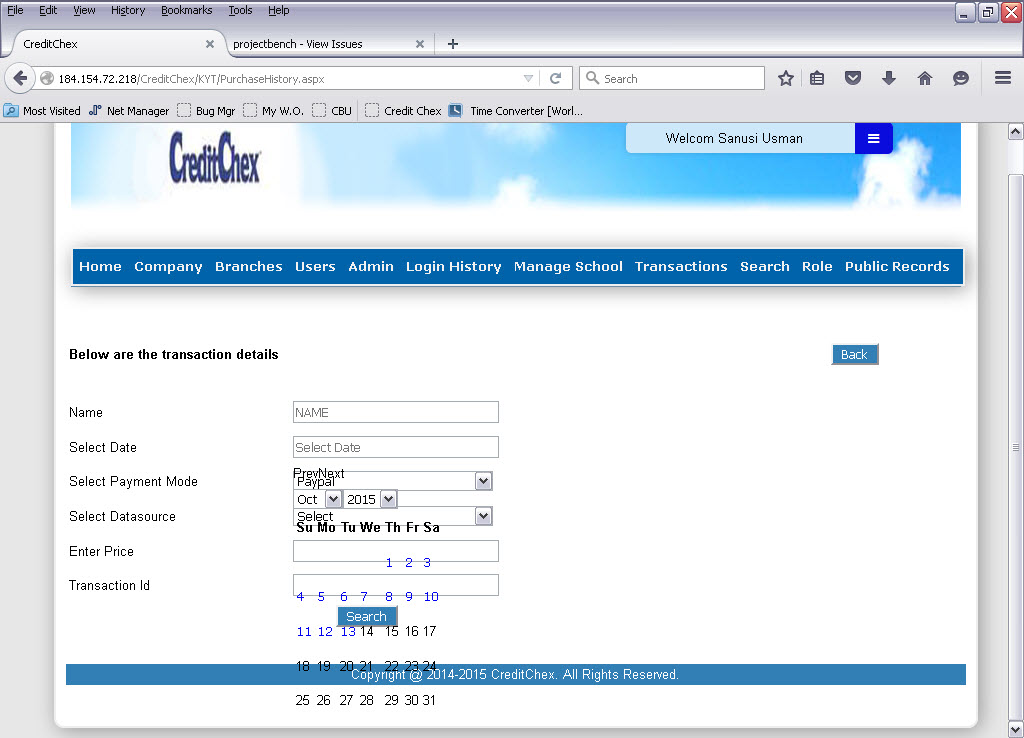 File Edit View History Bookmarks Tools Help
CreditChex projectbench - View Issues
184.154.72.218/CreditChex/KYT/PurchaseHistory.aspx Search
Most Visited Net Manager Bug Mgr My W.O. CBU Credit Chex Time Converter [Worl...
CreditChex Welcom Sanusi Usman
Home Company Branches Users Admin Login History Manage School Transactions Search Role Public Records
Below are the transaction details Back
Name NAME
Select Date Select Date
PrevNext
Select Payment Mode Paypal
Oct 2015
Select Datasource Select
Su Mo Tu We Th Fr Sa
Enter Price
1 2 3
Transaction Id
4 5 6 7 8 9 10
Search
11 12 13 14 15 16 17
18 19 20 21 22 23 24
Copyright @ 2014-2015 CreditChex. All Rights Reserved.
25 26 27 28 29 30 31